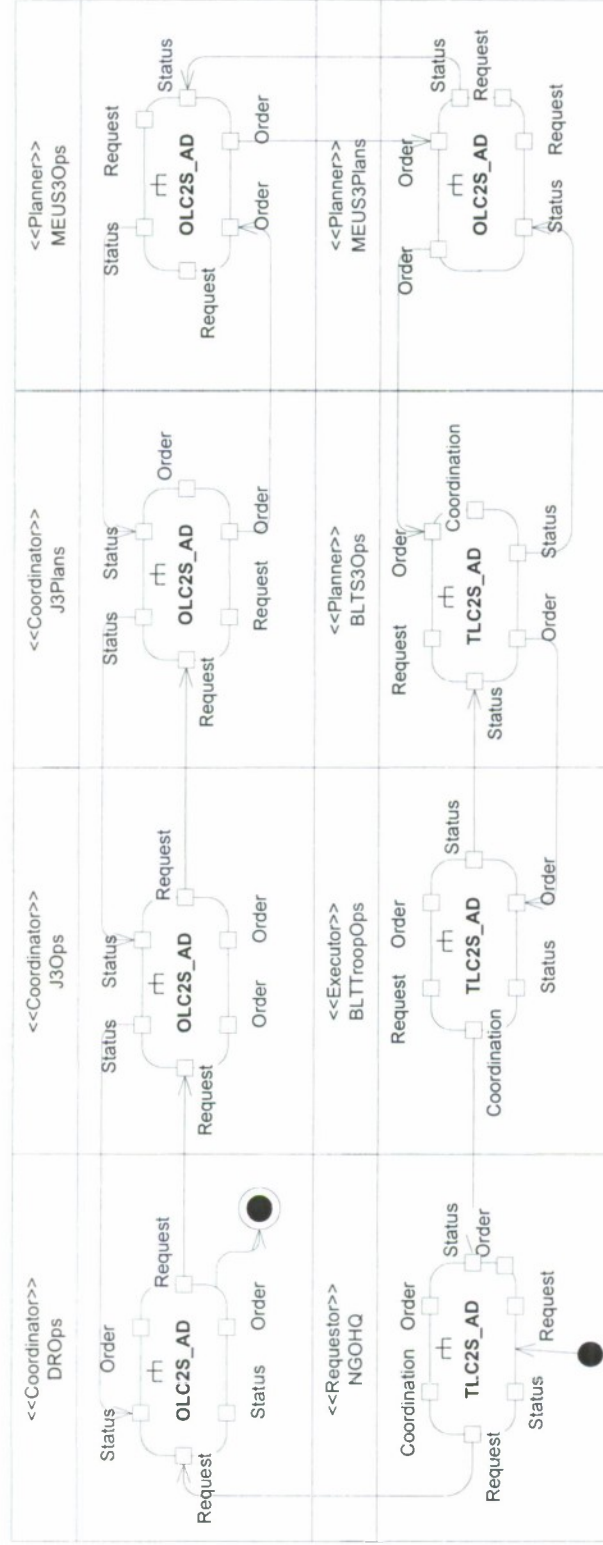 <<Coordinator>>
DROps
Status
Order
OLC2S_AD
Request
Request
Status
Order
<<Coordinator>>
J3Ops
Status
Status
OLC2S_AD
Request
Request
Order
Order
<<Coordinator>>
J3Plans
Status
Status
OLC2S_AD
Order
Request
Request
Order
<<Planner>>
MEUS3Ops
Status
Request
OLC2S_AD
Status
Request
Order
Order
<<Requestor>>
NGOHQ
Coordination
Order
TLC2S_AD
Status
Order
Request
Status
Request
<<Executor>>
BLTTroopOps
Request
Order
TLC2S_AD
Status
Coordination
Status
Order
<<Planner>>
BLTS3Ops
Request
Order
TLC2S_AD
Coordination
Status
Order
Status
<<Planner>>
MEUS3Plans
Order
Order
OLC2S_AD
Status
Request
Status
Request